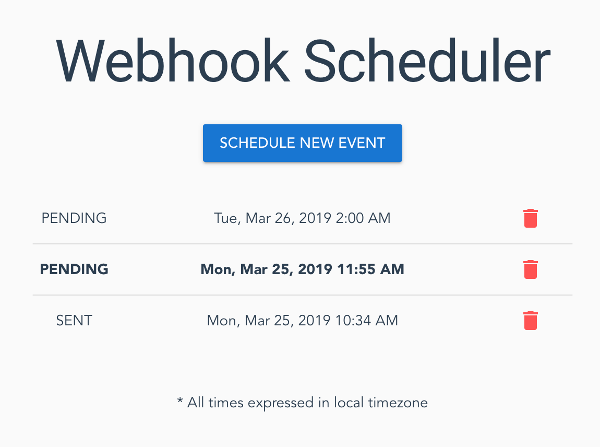 Webhook Scheduler
SCHEDULE NEW EVENT
PENDING Tue, Mar 26, 2019 2:00 AM
PENDING Mon, Mar 25, 2019 11:55 AM
SENT Mon, Mar 25, 2019 10:34 AM
* All times expressed in local timezone